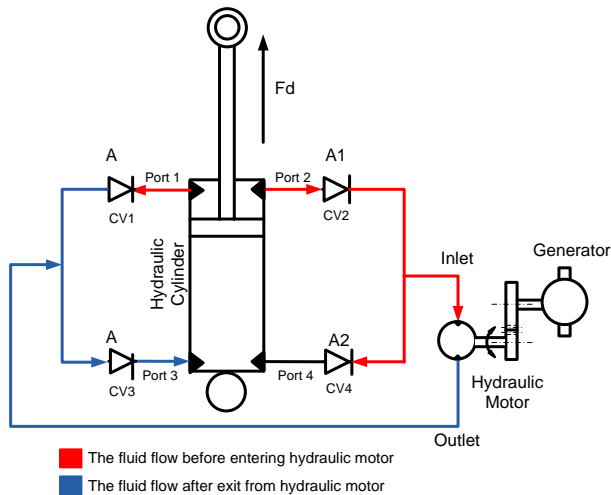 Fd
A
A1
Port 1
Port 2
CV1
CV2
Hydraulic
Cylinder
Inlet
Generator
A
A2
Port 3
Port 4
CV3
CV4
Hydraulic
Motor
Outlet
The fluid flow before entering hydraulic motor
The fluid flow after exit from hydraulic motor